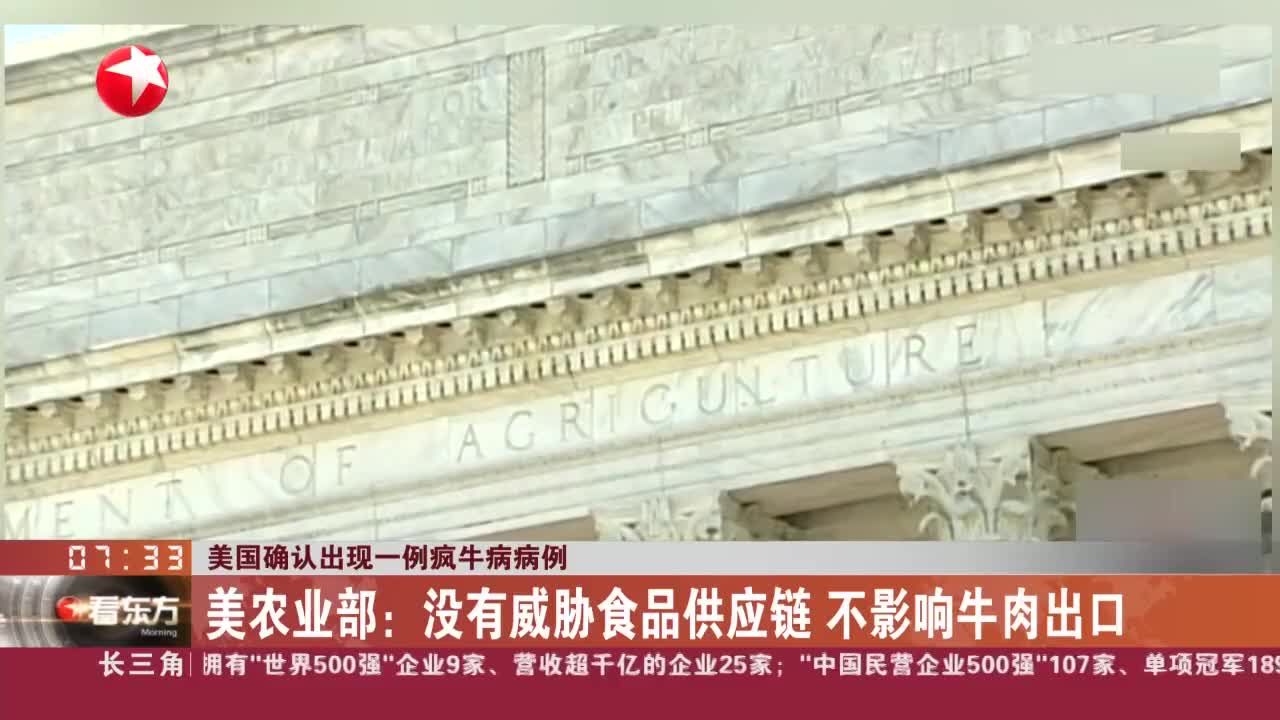 MENT OF AGRICULTURE
07:33
美国确认出现一例疯牛病病例
看东方
Morning
美农业部：没有威胁食品供应链 不影响牛肉出口
长三角 拥有"世界500强"企业9家、营收超千亿的企业25家；"中国民营企业500强"107家、单项冠军189